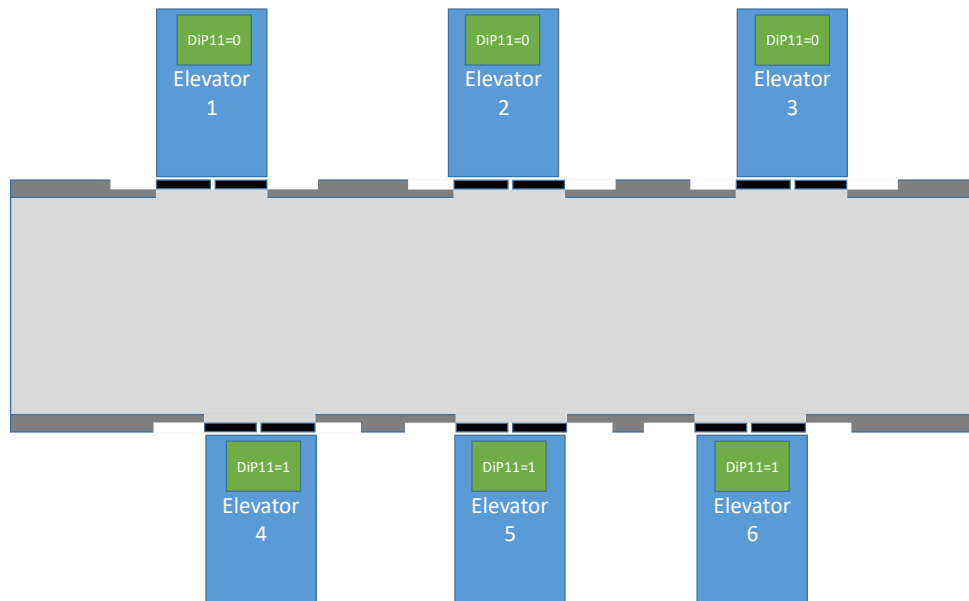 DiP11=0
Elevator
1
DiP11=0
Elevator
2
DiP11=0
Elevator
3
DiP11=1
Elevator
4
DiP11=1
Elevator
5
DiP11=1
Elevator
6